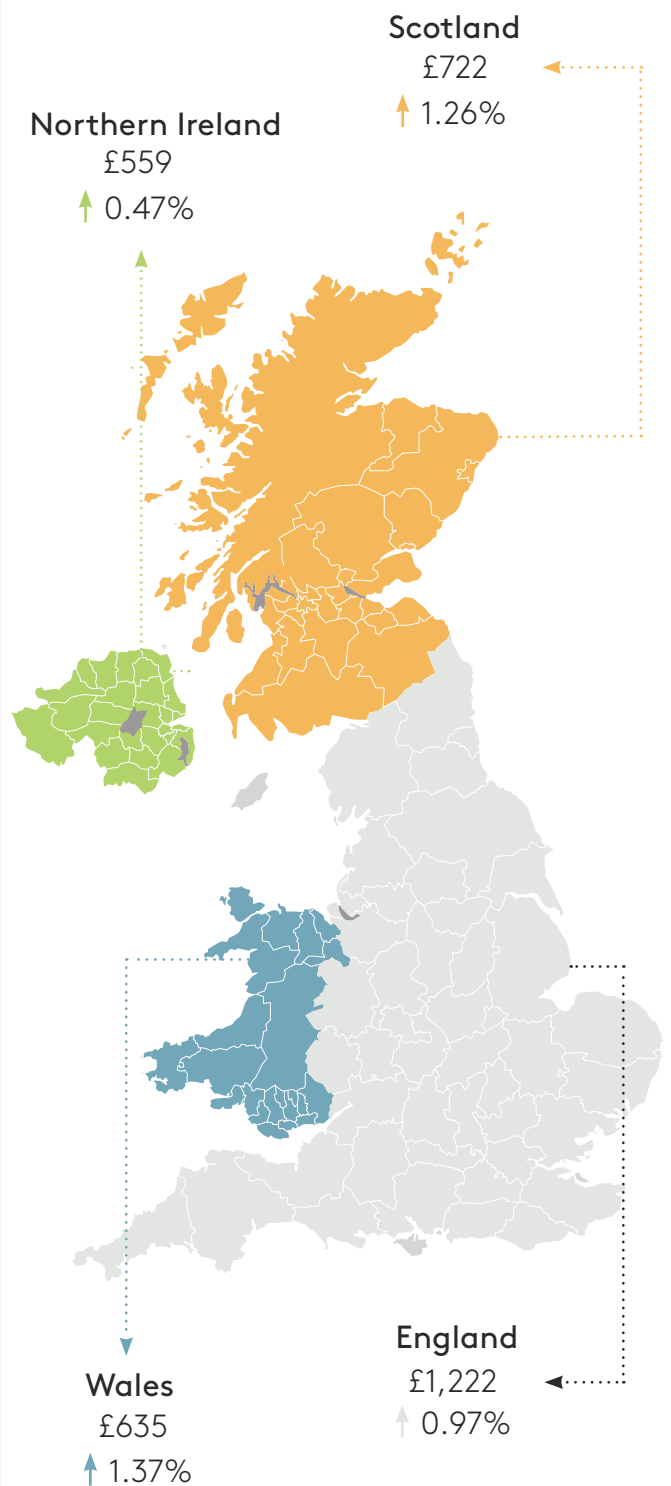 Scotland
£722
1.26%
Northern Ireland
£559
0.47%
Wales
£635
1.37%
England
£1,222
0.97%